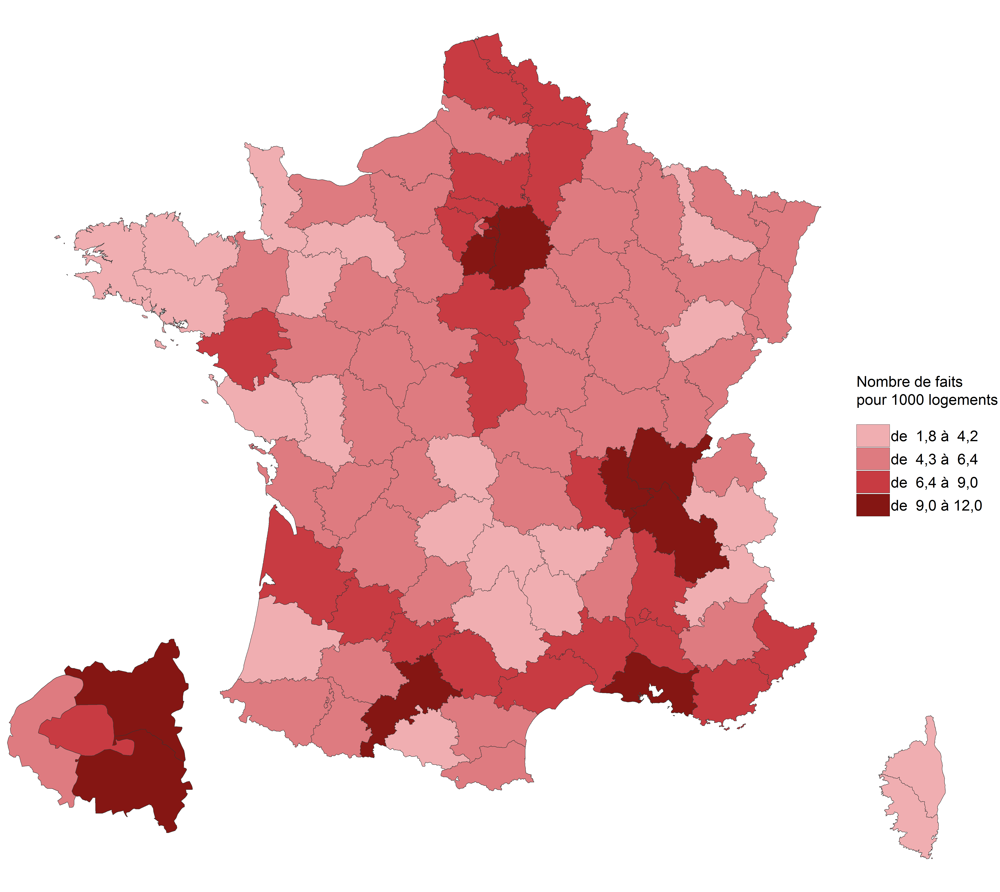 Nombre de faits
pour 1000 logements
de 1,8 à 4,2
de 4,3 à 6,4
de 6,4 à 9,0
de 9,0 à 12,0